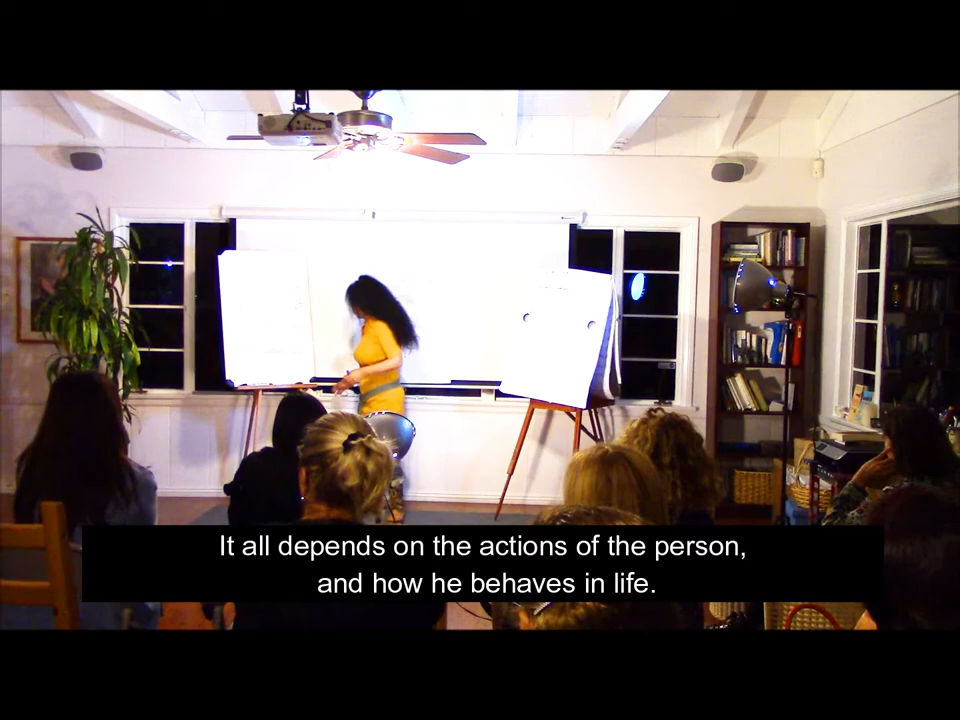 It all depends on the actions of the person,
and how he behaves in life.